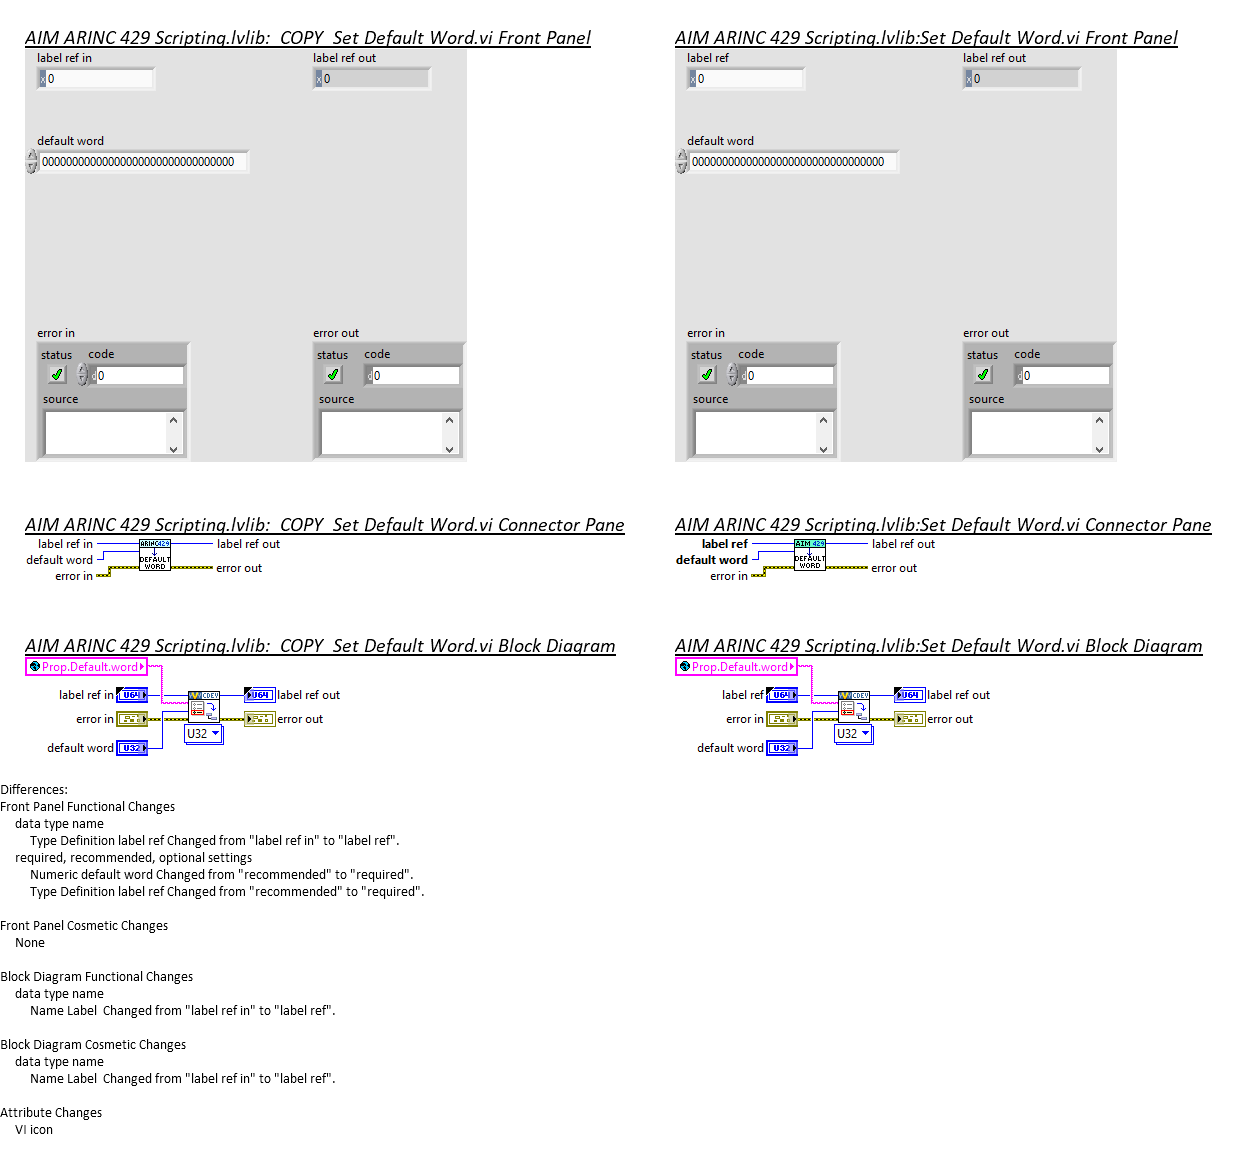 AIM ARINC 429 Scripting.lvlib:  COPY  Set Default Word.vi Front Panel
label ref in
label ref out
x 0
x 0
default word
00000000000000000000000000000000
error in
error out
status
code
status
code
d 0
d 0
source
source
AIM ARINC 429 Scripting.lvlib:Set Default Word.vi Front Panel
label ref
label ref out
x 0
x 0
default word
00000000000000000000000000000000
error in
error out
status
code
status
code
d 0
d 0
source
source
AIM ARINC 429 Scripting.lvlib:  COPY  Set Default Word.vi Connector Pane
label ref in
ARINC429
label ref out
default word
DEFAULT
WORD
error in
error out
AIM ARINC 429 Scripting.lvlib:Set Default Word.vi Connector Pane
label ref
AIM 429
label ref out
default word
DEFAULT
WORD
error in
error out
AIM ARINC 429 Scripting.lvlib:  COPY  Set Default Word.vi Block Diagram
Prop.Default.word
label ref in
U64
CDEV
U64
label ref out
error in
error out
U32
default word
U32
AIM ARINC 429 Scripting.lvlib:Set Default Word.vi Block Diagram
Prop.Default.word
label ref
U64
CDEV
U64
label ref out
error in
error out
U32
default word
U32
Differences:
Front Panel Functional Changes
data type name
Type Definition label ref Changed from "label ref in" to "label ref".
required, recommended, optional settings
Numeric default word Changed from "recommended" to "required".
Type Definition label ref Changed from "recommended" to "required".
Front Panel Cosmetic Changes
None
Block Diagram Functional Changes
data type name
Name Label  Changed from "label ref in" to "label ref".
Block Diagram Cosmetic Changes
data type name
Name Label  Changed from "label ref in" to "label ref".
Attribute Changes
VI icon